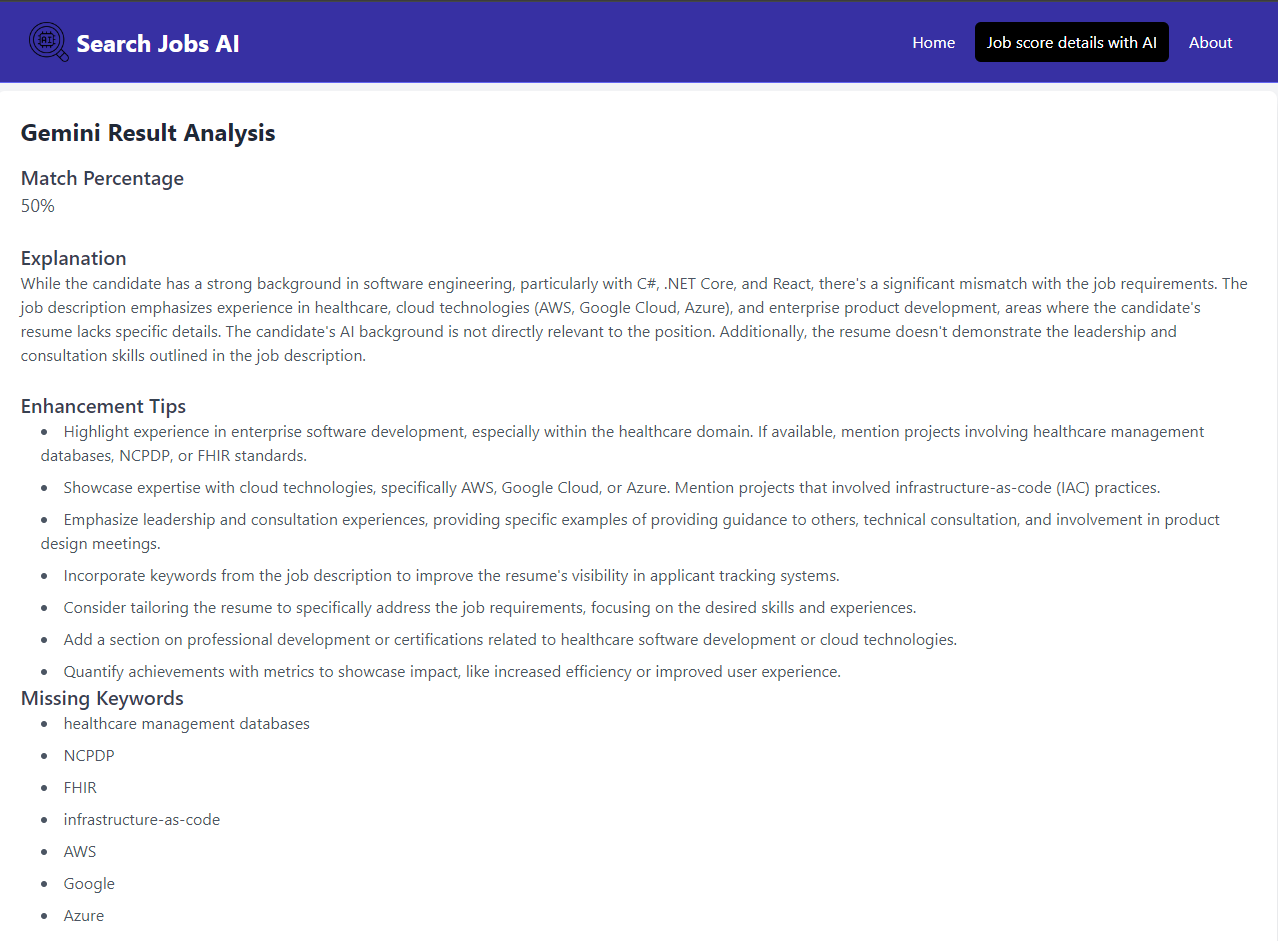 Search Jobs AI
Home
Job score details with AI
About
Gemini Result Analysis
Match Percentage
50%
Explanation
While the candidate has a strong background in software engineering, particularly with C#, .NET Core, and React, there's a significant mismatch with the job requirements. The
job description emphasizes experience in healthcare, cloud technologies (AWS, Google Cloud, Azure), and enterprise product development, areas where the candidate's
resume lacks specific details. The candidate's AI background is not directly relevant to the position. Additionally, the resume doesn't demonstrate the leadership and
consultation skills outlined in the job description.
Enhancement Tips
• Highlight experience in enterprise software development, especially within the healthcare domain. If available, mention projects involving healthcare management
databases, NCPDP, or FHIR standards.
• Showcase expertise with cloud technologies, specifically AWS, Google Cloud, or Azure. Mention projects that involved infrastructure-as-code (IAC) practices.
• Emphasize leadership and consultation experiences, providing specific examples of providing guidance to others, technical consultation, and involvement in product
design meetings.
• Incorporate keywords from the job description to improve the resume's visibility in applicant tracking systems.
• Consider tailoring the resume to specifically address the job requirements, focusing on the desired skills and experiences.
• Add a section on professional development or certifications related to healthcare software development or cloud technologies.
• Quantify achievements with metrics to showcase impact, like increased efficiency or improved user experience.
Missing Keywords
• healthcare management databases
• NCPDP
• FHIR
• infrastructure-as-code
• AWS
• Google
• Azure